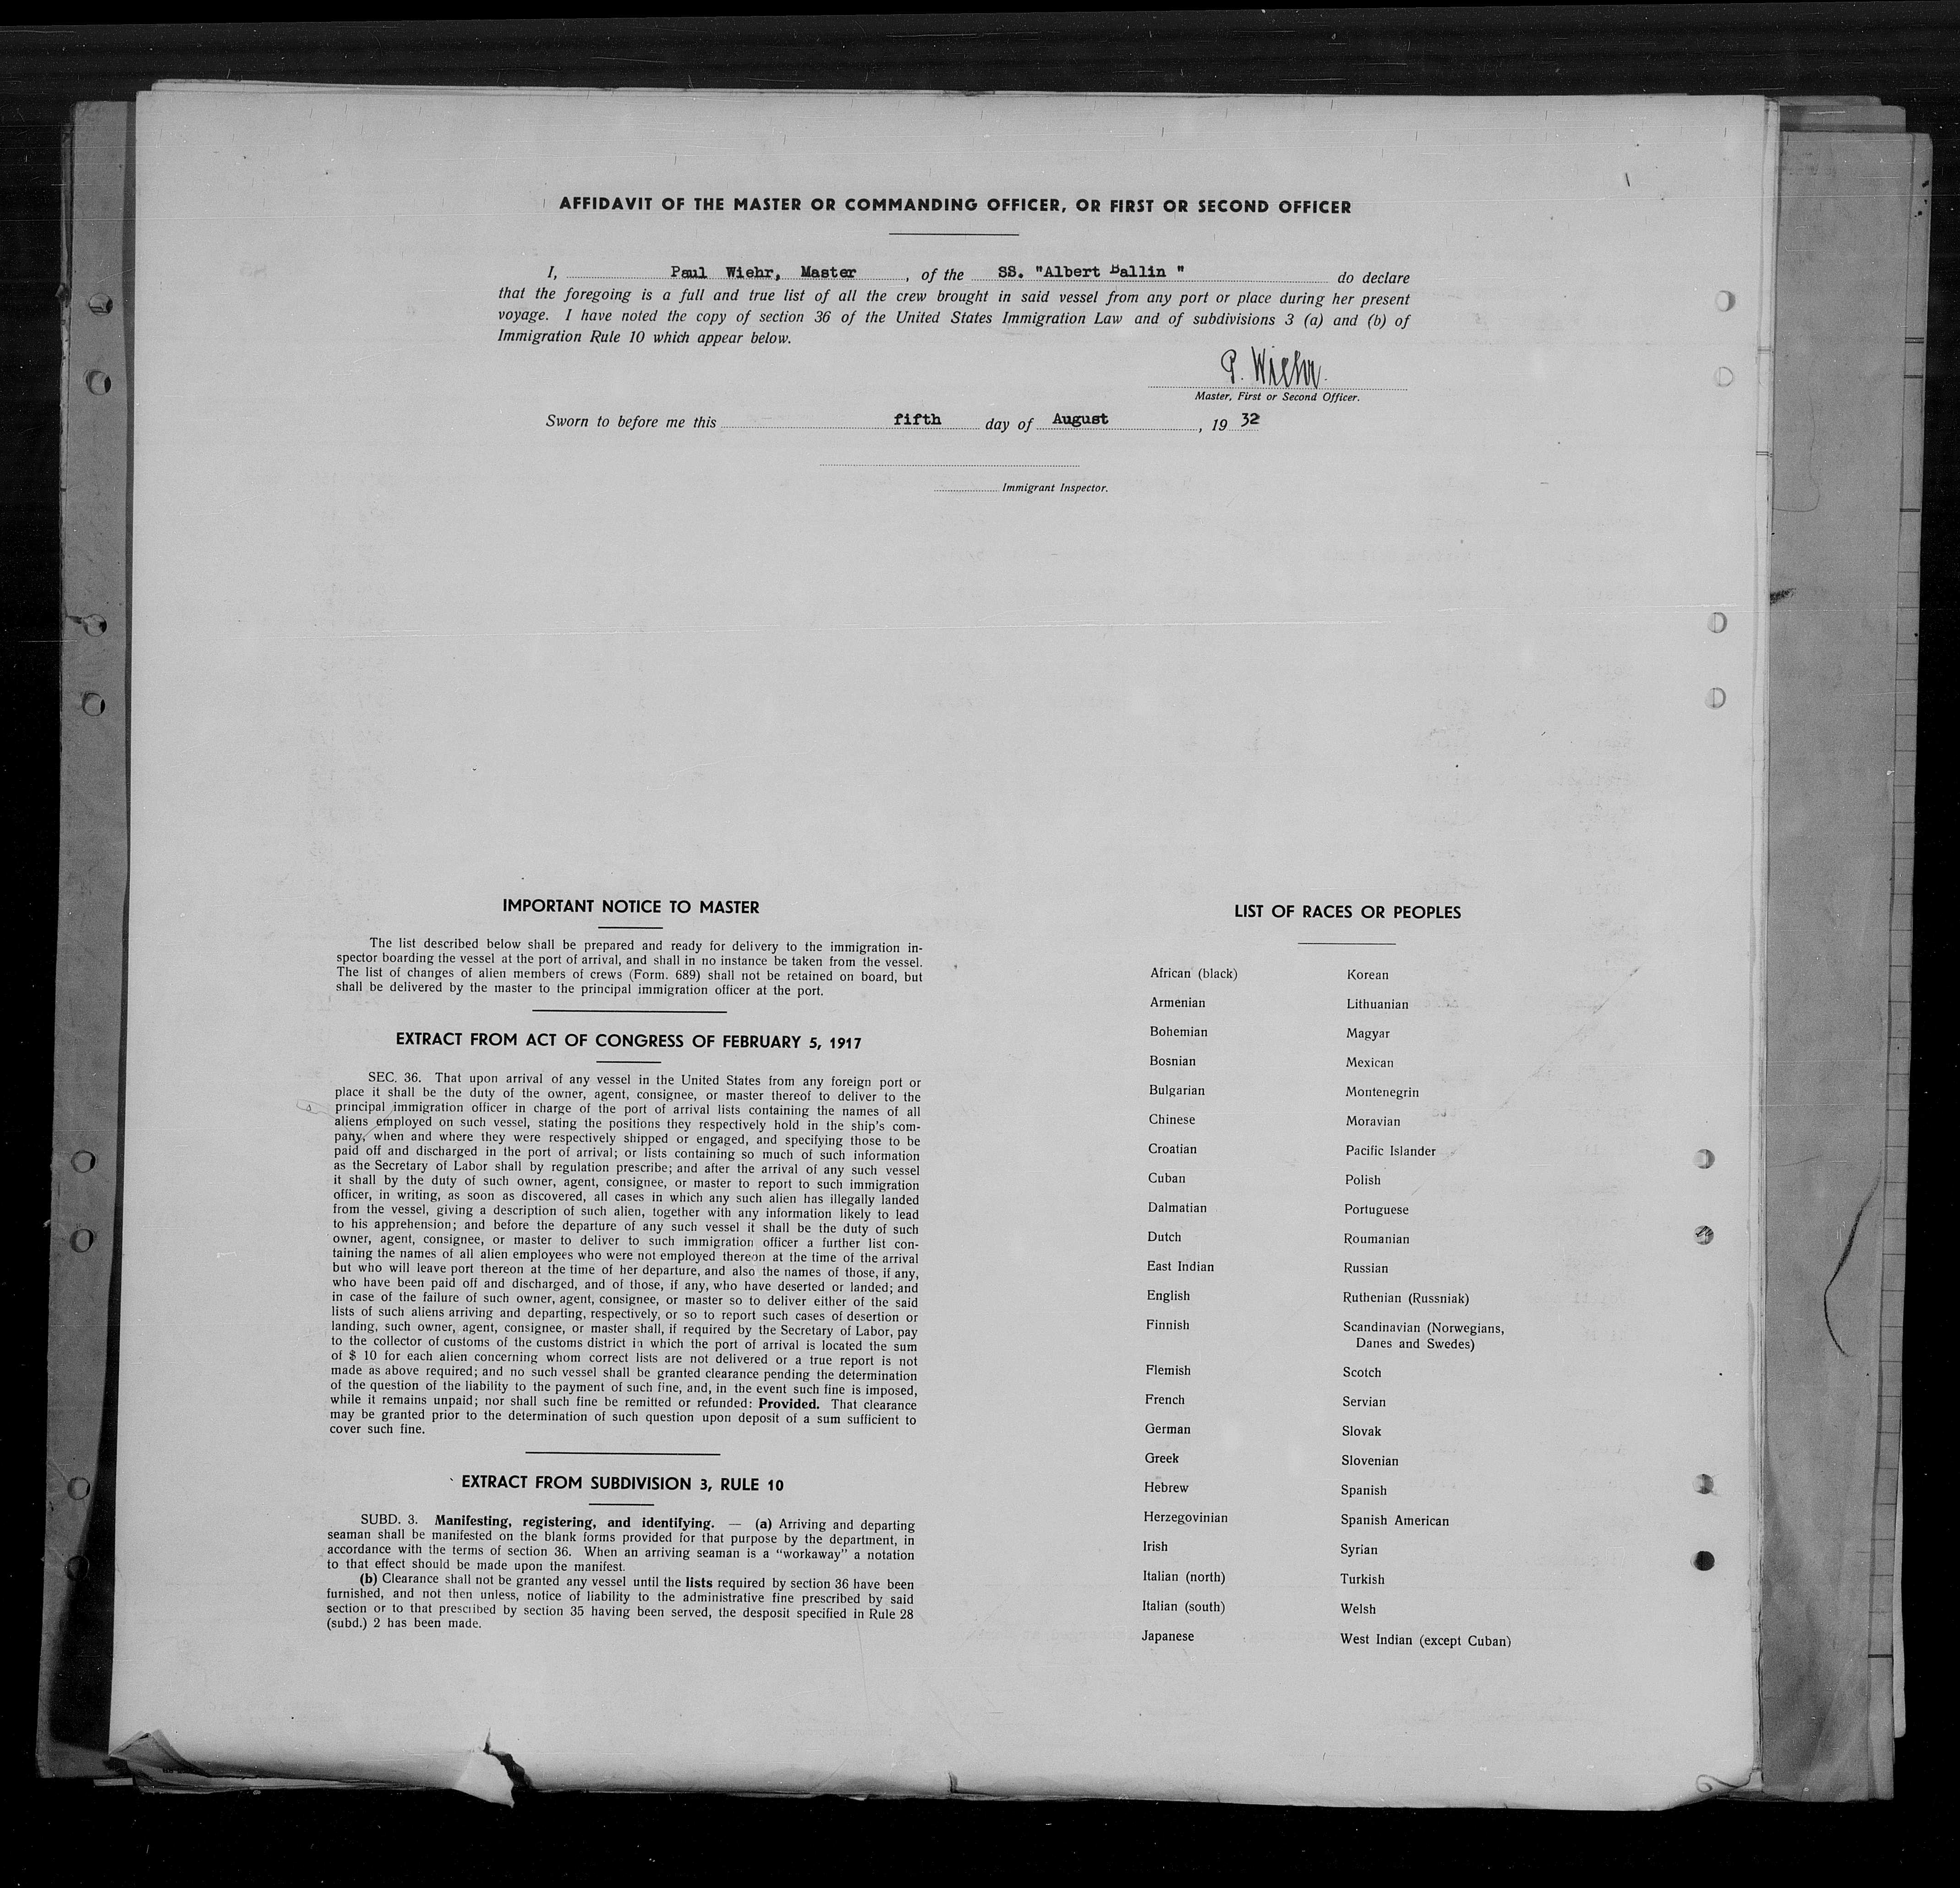 AFFIDAVIT OF THE MASTER OR COMMANDING OFFICER, OR FIRST OR SECOND OFFICER
I, Paul Wiehr, Master, of the SS. "Albert Ballin " do declare
that the foregoing is a full and true list of all the crew brought in said vessel from any port or place during her present
voyage. I have noted the copy of section 36 of the United States Immigration Law and of subdivisions 3 (a) and (b) of
Immigration Rule 10 which appear below.
P. Wiehr.
Master, First or Second Officer.
Sworn to before me this fifth day of August, 19 32
Immigrant Inspector.
IMPORTANT NOTICE TO MASTER
The list described below shall be prepared and ready for delivery to the immigration in-
spector boarding the vessel at the port of arrival, and shall in no instance be taken from the vessel.
The list of changes of alien members of crews (Form. 689) shall not be retained on board, but
shall be delivered by the master to the principal immigration officer at the port.
EXTRACT FROM ACT OF CONGRESS OF FEBRUARY 5, 1917
SEC. 36. That upon arrival of any vessel in the United States from any foreign port or
place it shall be the duty of the owner, agent, consignee, or master thereof to deliver to the
principal immigration officer in charge of the port of arrival lists containing the names of all
aliens employed on such vessel, stating the positions they respectively hold in the ship's com-
pany, when and where they were respectively shipped or engaged, and specifying those to be
paid off and discharged in the port of arrival; or lists containing so much of such information
as the Secretary of Labor shall by regulation prescribe; and after the arrival of any such vessel
it shall by the duty of such owner, agent, consignee, or master to report to such immigration
officer, in writing, as soon as discovered, all cases in which any such alien has illegally landed
from the vessel, giving a description of such alien, together with any information likely to lead
to his apprehension; and before the departure of any such vessel it shall be the duty of such
owner, agent, consignee, or master to deliver to such immigration officer a further list con-
taining the names of all alien employees who were not employed thereon at the time of the arrival
but who will leave port thereon at the time of her departure, and also the names of those, if any,
who have been paid off and discharged, and of those, if any, who have deserted or landed; and
in case of the failure of such owner, agent, consignee, or master so to deliver either of the said
lists of such aliens arriving and departing, respectively, or so to report such cases of desertion or
landing, such owner, agent, consignee, or master shall, if required by the Secretary of Labor, pay
to the collector of customs of the customs district in which the port of arrival is located the sum
of $ 10 for each alien concerning whom correct lists are not delivered or a true report is not
made as above required; and no such vessel shall be granted clearance pending the determination
of the question of the liability to the payment of such fine, and, in the event such fine is imposed,
while it remains unpaid; nor shall such fine be remitted or refunded: Provided. That clearance
may be granted prior to the determination of such question upon deposit of a sum sufficient to
cover such fine.
EXTRACT FROM SUBDIVISION 3, RULE 10
SUBD. 3. Manifesting, registering, and identifying. — (a) Arriving and departing
seaman shall be manifested on the blank forms provided for that purpose by the department, in
accordance with the terms of section 36. When an arriving seaman is a "workaway" a notation
to that effect should be made upon the manifest.
(b) Clearance shall not be granted any vessel until the lists required by section 36 have been
furnished, and not then unless, notice of liability to the administrative fine prescribed by said
section or to that prescribed by section 35 having been served, the desposit specified in Rule 28
(subd.) 2 has been made.
LIST OF RACES OR PEOPLES
African (black)
Armenian
Bohemian
Bosnian
Bulgarian
Chinese
Croatian
Cuban
Dalmatian
Dutch
East Indian
English
Finnish
Flemish
French
German
Greek
Hebrew
Herzegovinian
Irish
Italian (north)
Italian (south)
Japanese
Korean
Lithuanian
Magyar
Mexican
Montenegrin
Moravian
Pacific Islander
Polish
Portuguese
Roumanian
Russian
Ruthenian (Russniak)
Scandinavian (Norwegians,
Danes and Swedes)
Scotch
Servian
Slovak
Slovenian
Spanish
Spanish American
Syrian
Turkish
Welsh
West Indian (except Cuban)